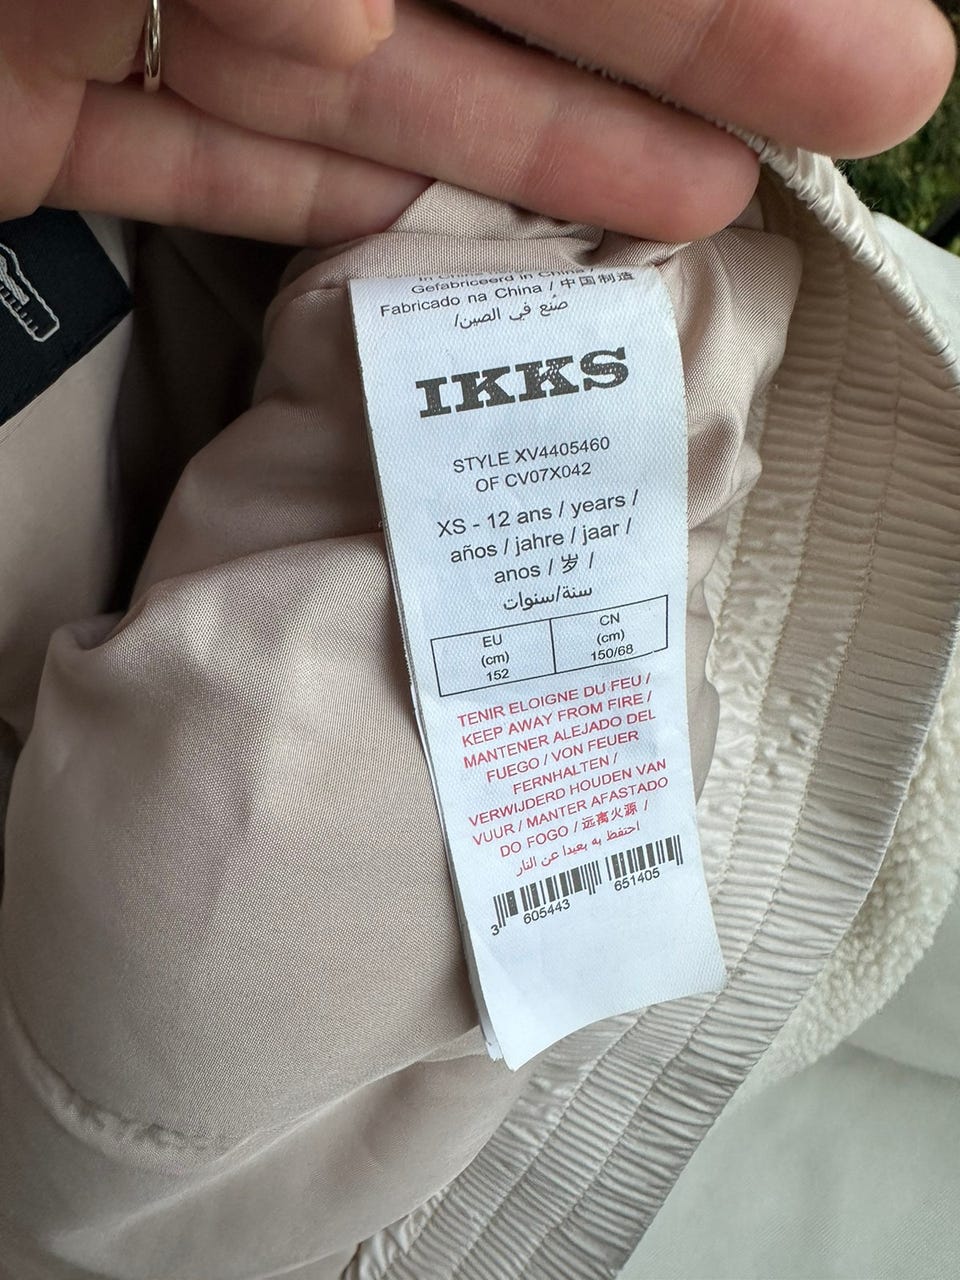 In China
Gefabriceerd in China /
Fabricado na China / 中国制造
/صنع في الصين
IKKS
STYLE XV4405460
OF CV07X042
XS - 12 ans / years /
años / jahre / jaar /
anos / 岁 /
سنة/سنوات
EU CN
(cm) (cm)
152 150/68
TENIR ELOIGNE DU FEU /
KEEP AWAY FROM FIRE /
MANTENER ALEJADO DEL
FUEGO / VON FEUER
FERNHALTEN /
VERWIJDERD HOUDEN VAN
VUUR / MANTER AFASTADO
DO FOGO / 远离火源 /
احتفظ به بعيدا عن النار
3 605443 651405